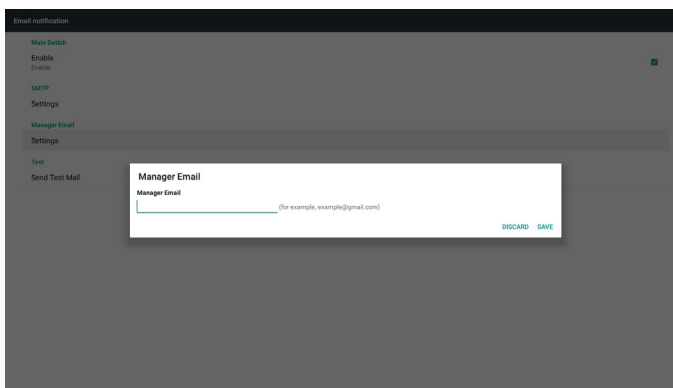 Email notification
Main Switch
Enable
Enable
SMTP
Settings
Manager Email
Settings
Test
Send Test Mail
Manager Email
Manager Email
(for example, example@gmail.com)
DISCARD SAVE